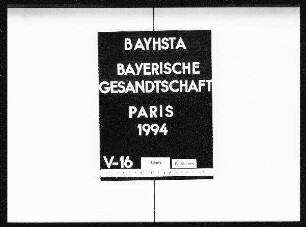 BAYHSTA
BAYERISCHE
GESANDTSCHAFT
PARIS
1994
V-16